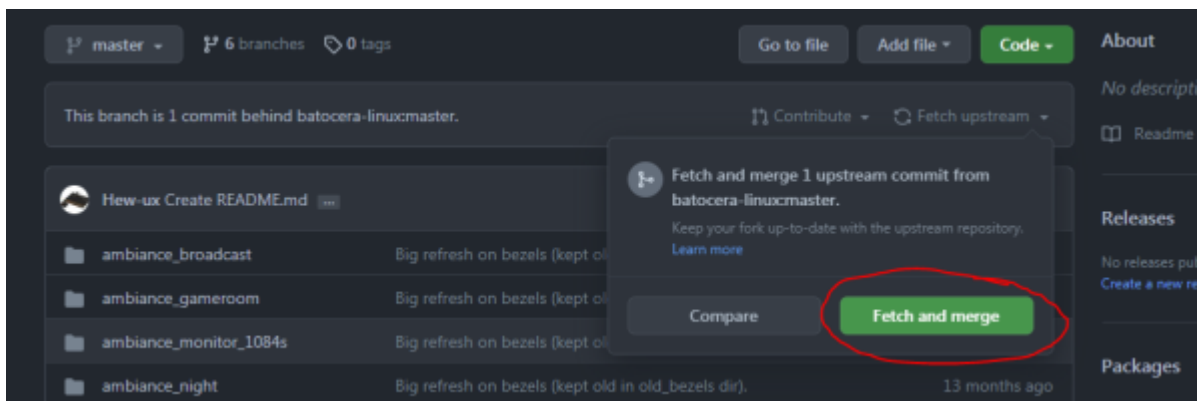 master
6 branches
0 tags
Go to file
Add file
Code
About
No descripti
This branch is 1 commit behind batocera-linux:master.
Contribute
Fetch upstream
Readme
Fetch and merge 1 upstream commit from
batocera-linux:master.
Keep your fork up-to-date with the upstream repository.
Learn more
Hew-ux Create README.md ...
Releases
No releases pub
Create a new re
ambiance_broadcast
Big refresh on bezels (kept ol
ambiance_gameroom
Big refresh on bezels (kept ol
Compare
Fetch and merge
ambiance_monitor_1084s
Big refresh on bezels (kept ol
Packages
ambiance_night
Big refresh on bezels (kept old in old_bezels dir).
13 months ago